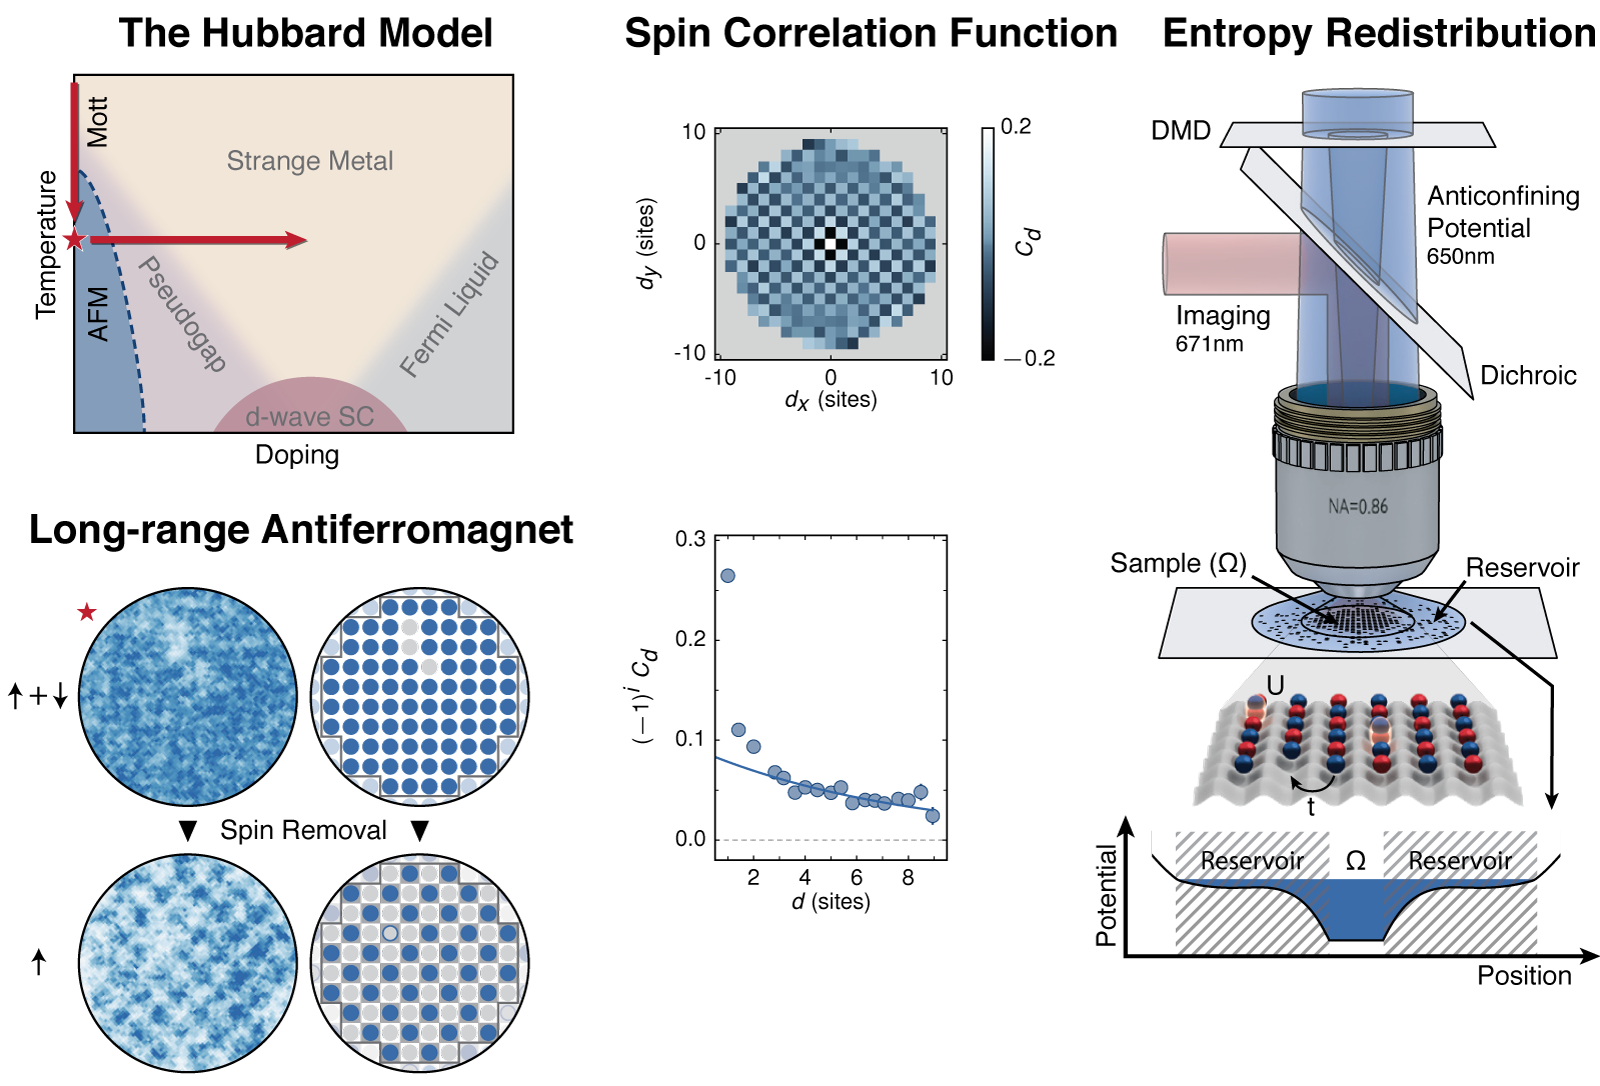 The Hubbard Model
Mott
Strange Metal
Temperature
AFM
Pseudogap
Fermi Liquid
d-wave SC
Doping
Long-range Antiferromagnet
↑+↓
Spin Removal
↑
Spin Correlation Function
10
0
-10
dy (sites)
-10 0 10
dx (sites)
0.2
Cd
−0.2
0.3
0.2
0.1
0.0
(−1)^i Cd
2 4 6 8
d (sites)
Entropy Redistribution
DMD
Anticonfining
Potential
650nm
Imaging
671nm
Dichroic
NA=0.86
Sample (Ω)
Reservoir
U
t
Potential
Reservoir Ω Reservoir
Position